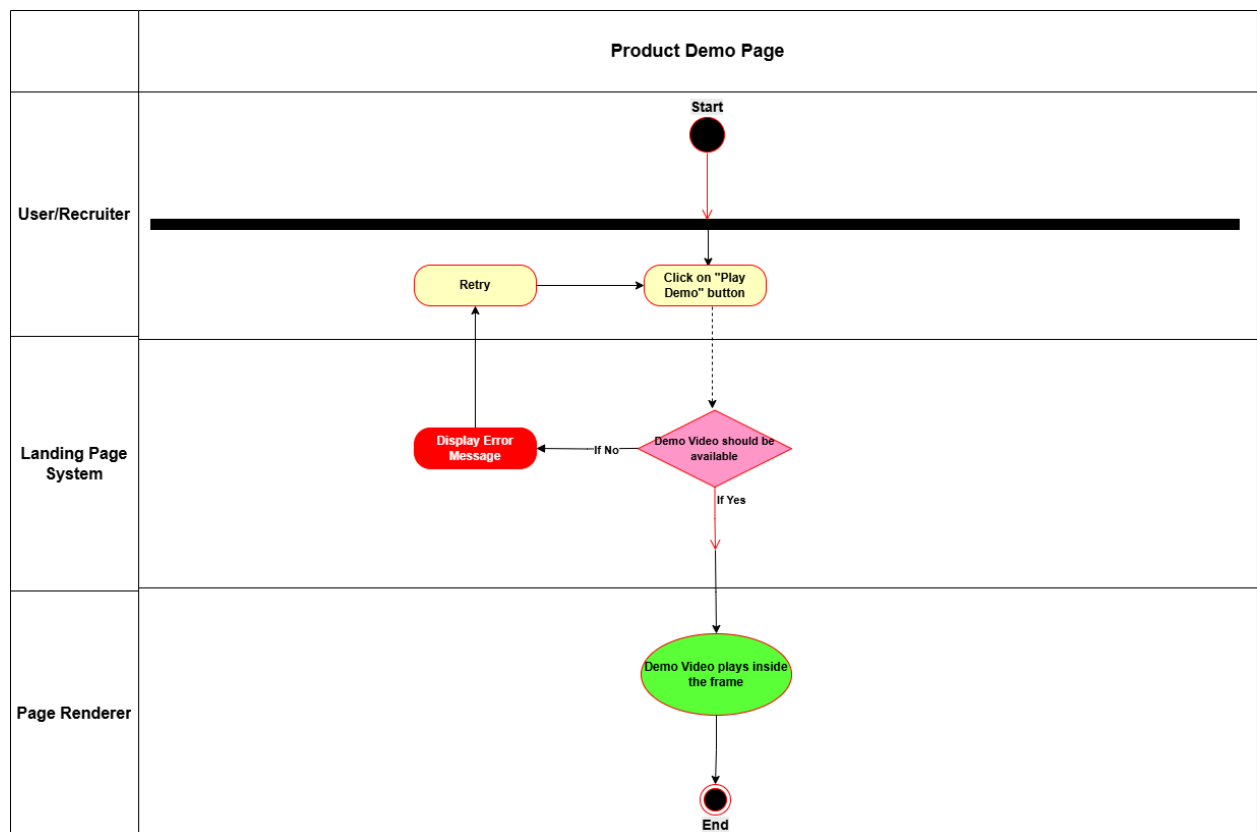 Product Demo Page
Start
User/Recruiter
Retry
Click on "Play
Demo" button
Landing Page
System
Display Error
Message
If No
Demo Video should be
available
If Yes
Page Renderer
Demo Video plays inside
the frame
End